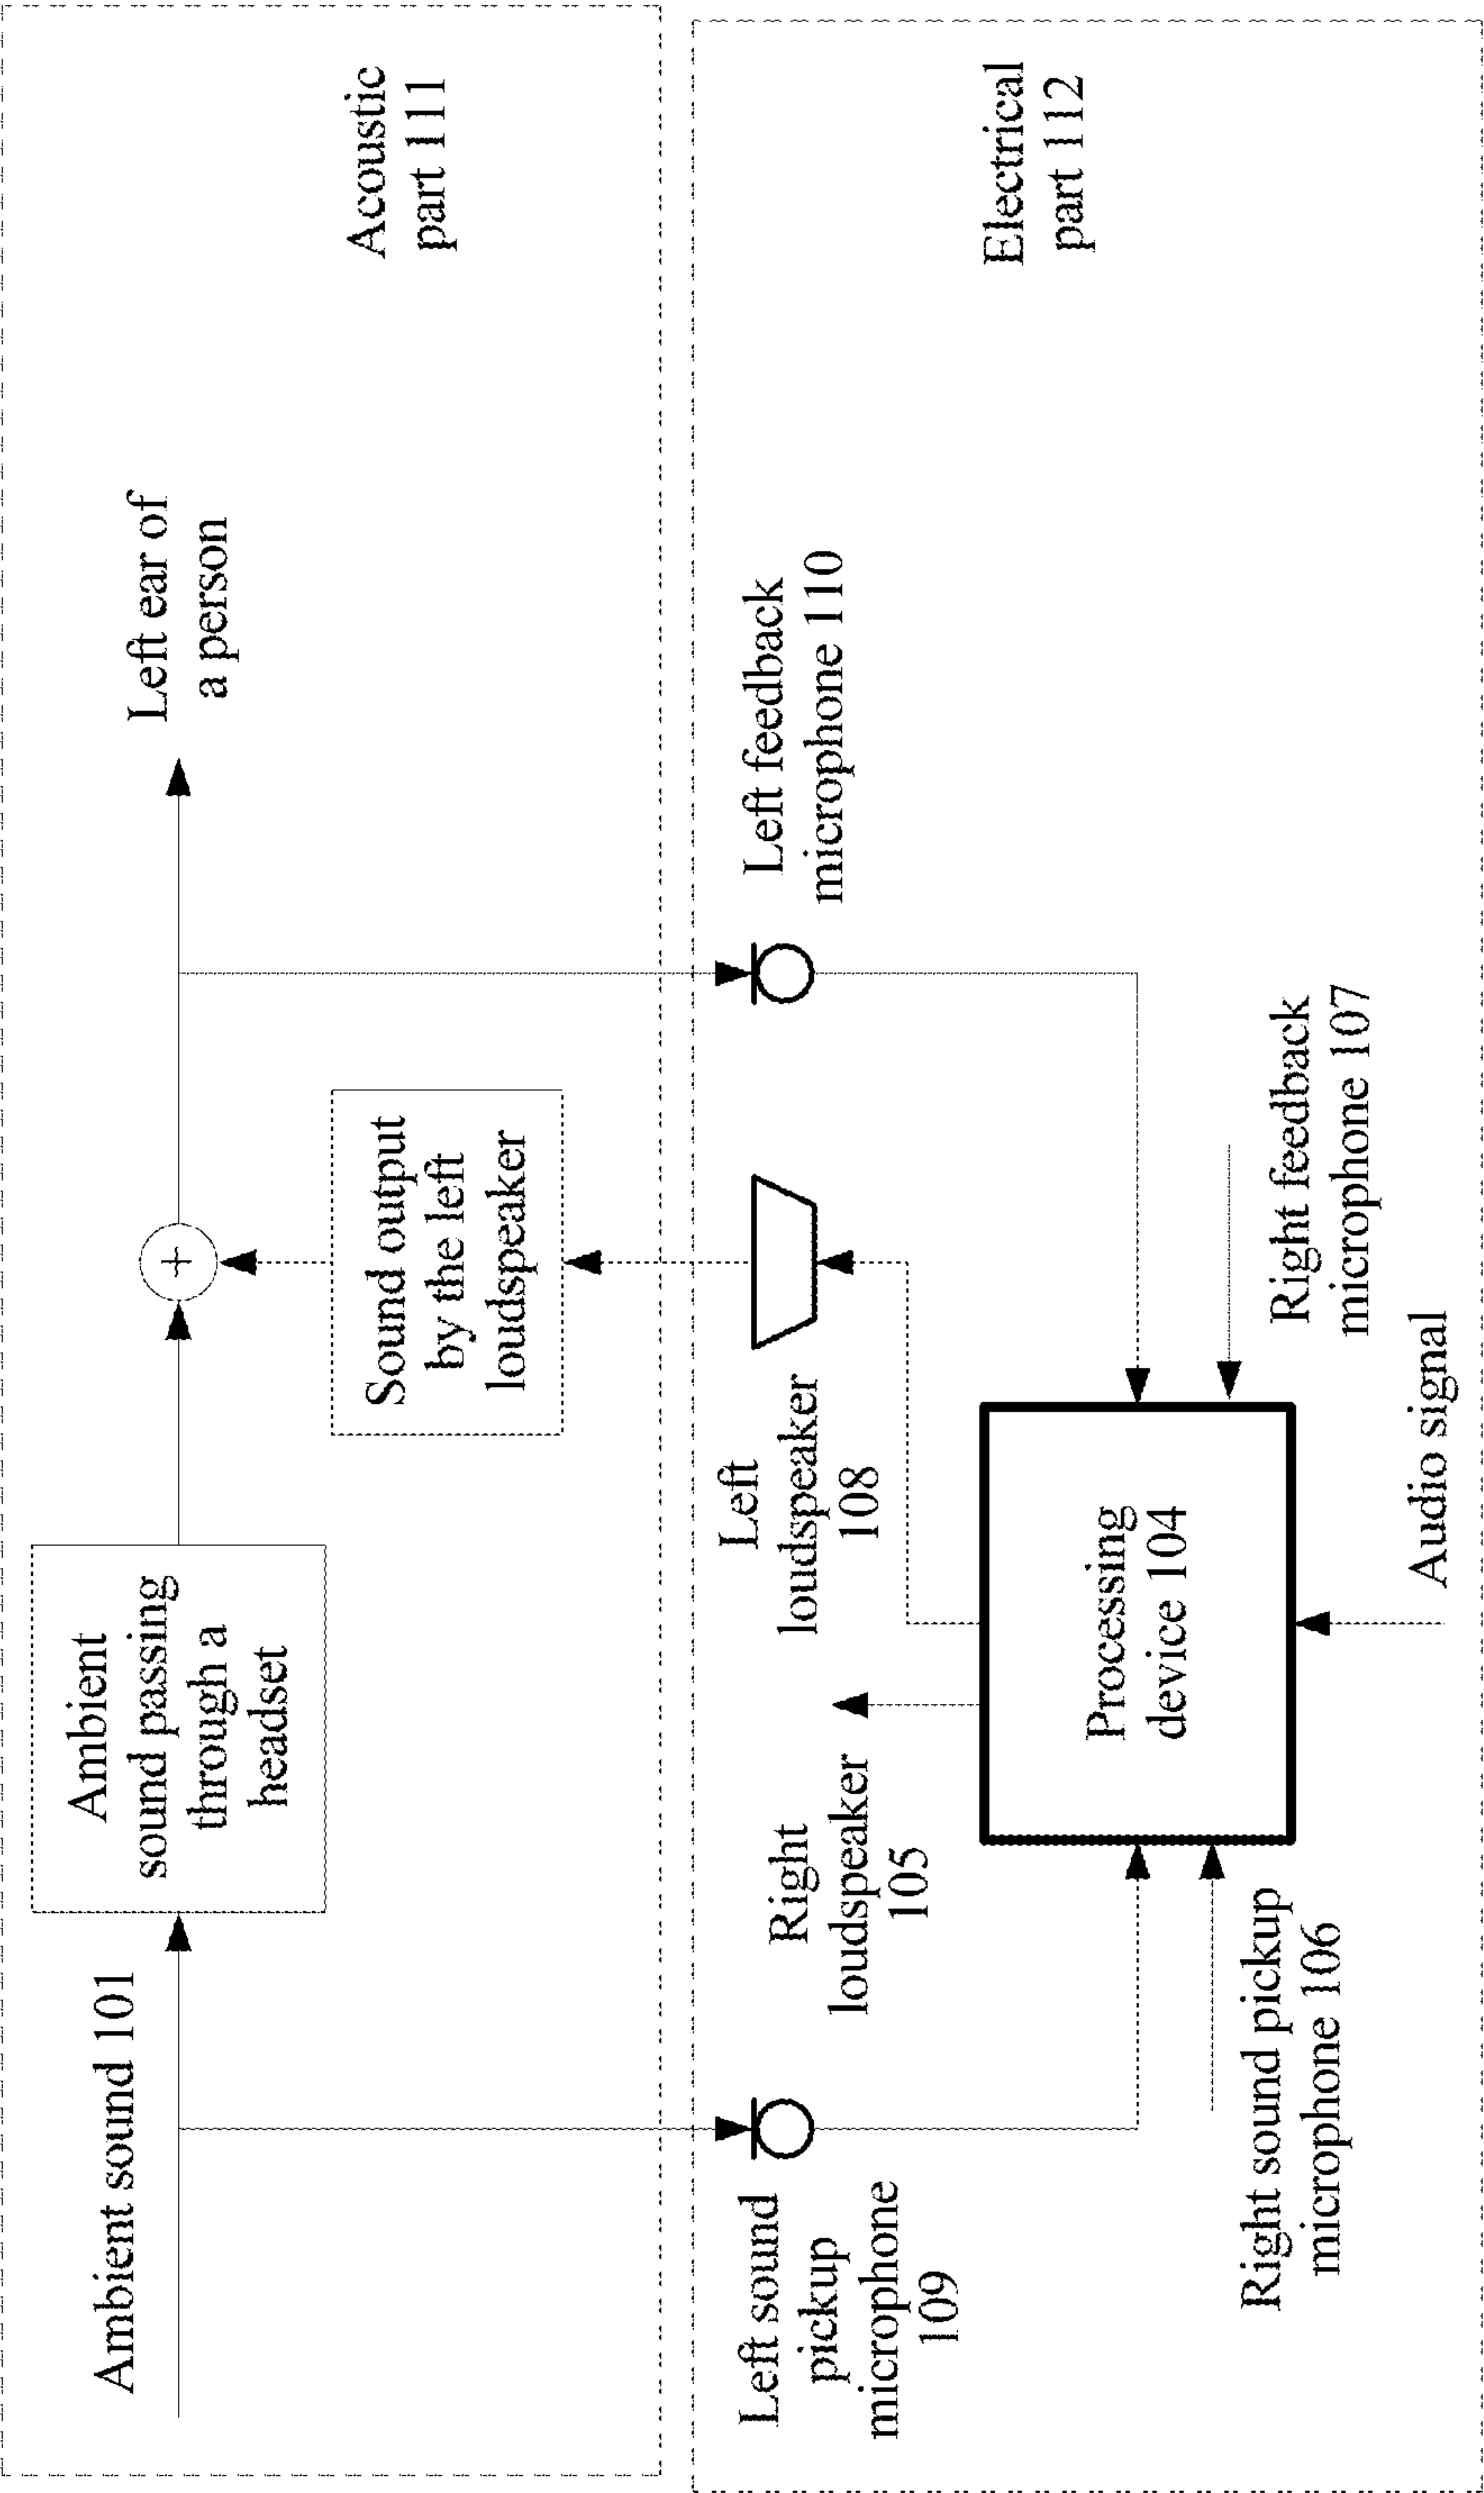 Ambient sound 101
Ambient
sound passing
through a
headset
Left ear of
a person
Sound output
by the left
loudspeaker
+
Acoustic
part 111
Left sound
pickup
microphone
109
Right
loudspeaker
105
Left
loudspeaker
108
Left feedback
microphone 110
Electrical
part 112
Processing
device 104
Right sound pickup
microphone 106
Right feedback
microphone 107
Audio signal